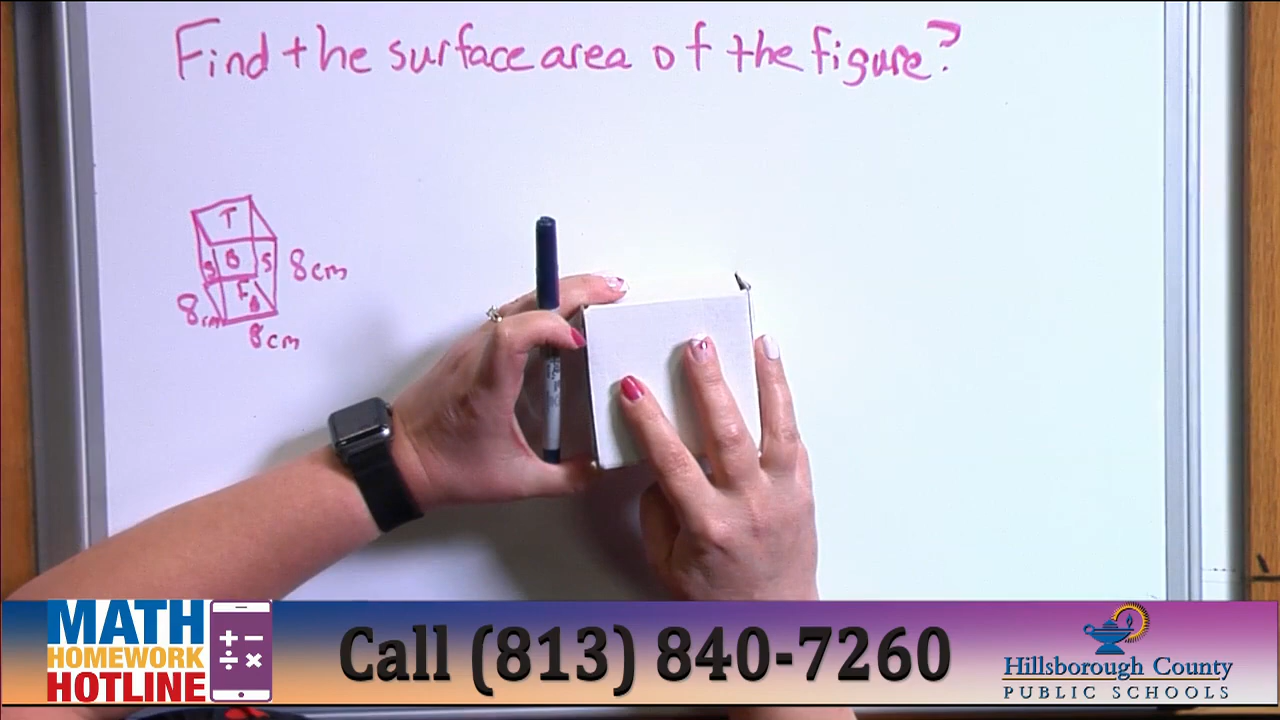 Find the surface area of the figure?
T
S B S 8cm
F
8cm B
8cm
MATH
HOMEWORK
HOTLINE
Call (813) 840-7260
Hillsborough County
PUBLIC SCHOOLS